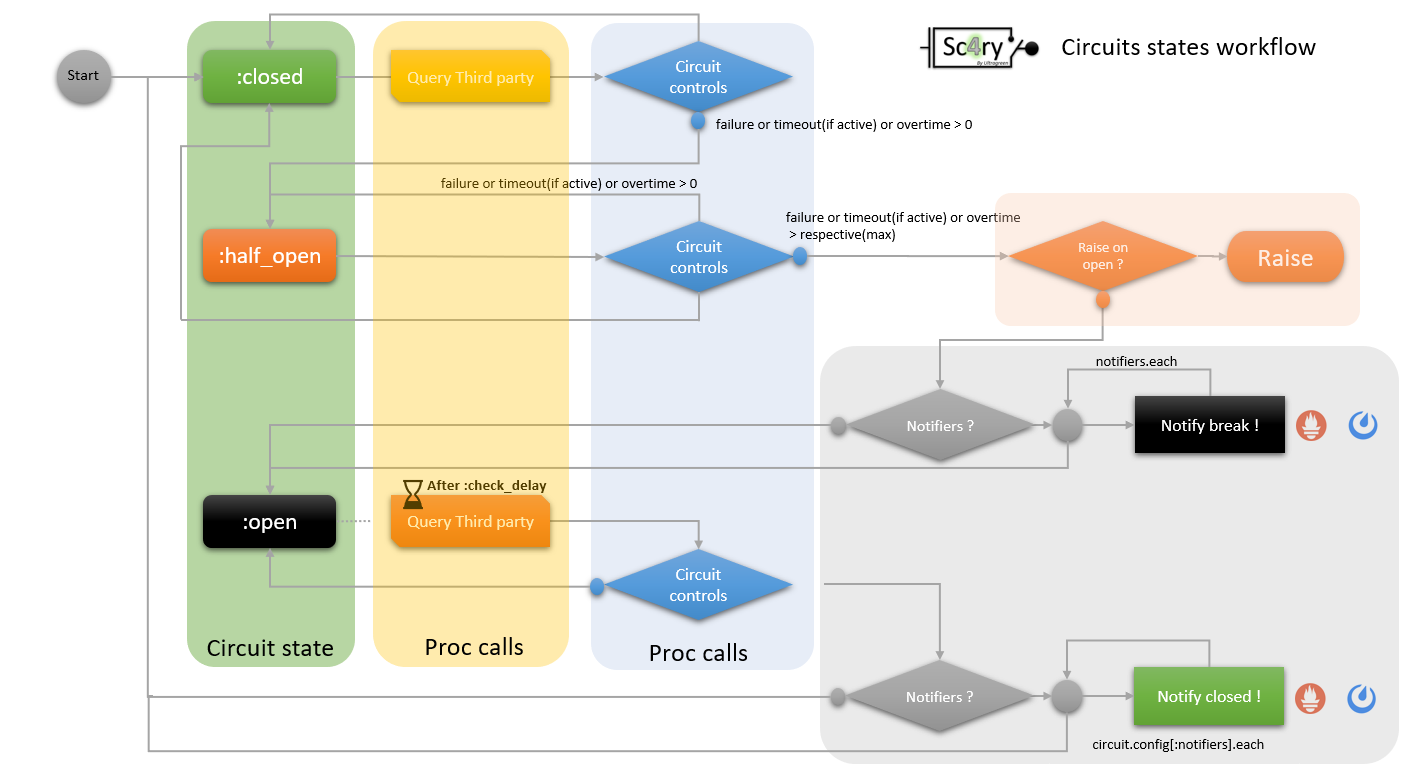 Start
:closed
Query Third party
Circuit
controls
Sc4ry
By Ultragreen
Circuits states workflow
failure or timeout(if active) or overtime > 0
failure or timeout(if active) or overtime > 0
:half_open
Circuit
controls
failure or timeout(if active) or overtime
> respective(max)
Raise on
open ?
Raise
notifiers.each
Notifiers ?
Notify break !
After :check_delay
:open
Query Third party
Circuit
controls
Circuit state
Proc calls
Proc calls
Notifiers ?
Notify closed !
circuit.config[:notifiers].each